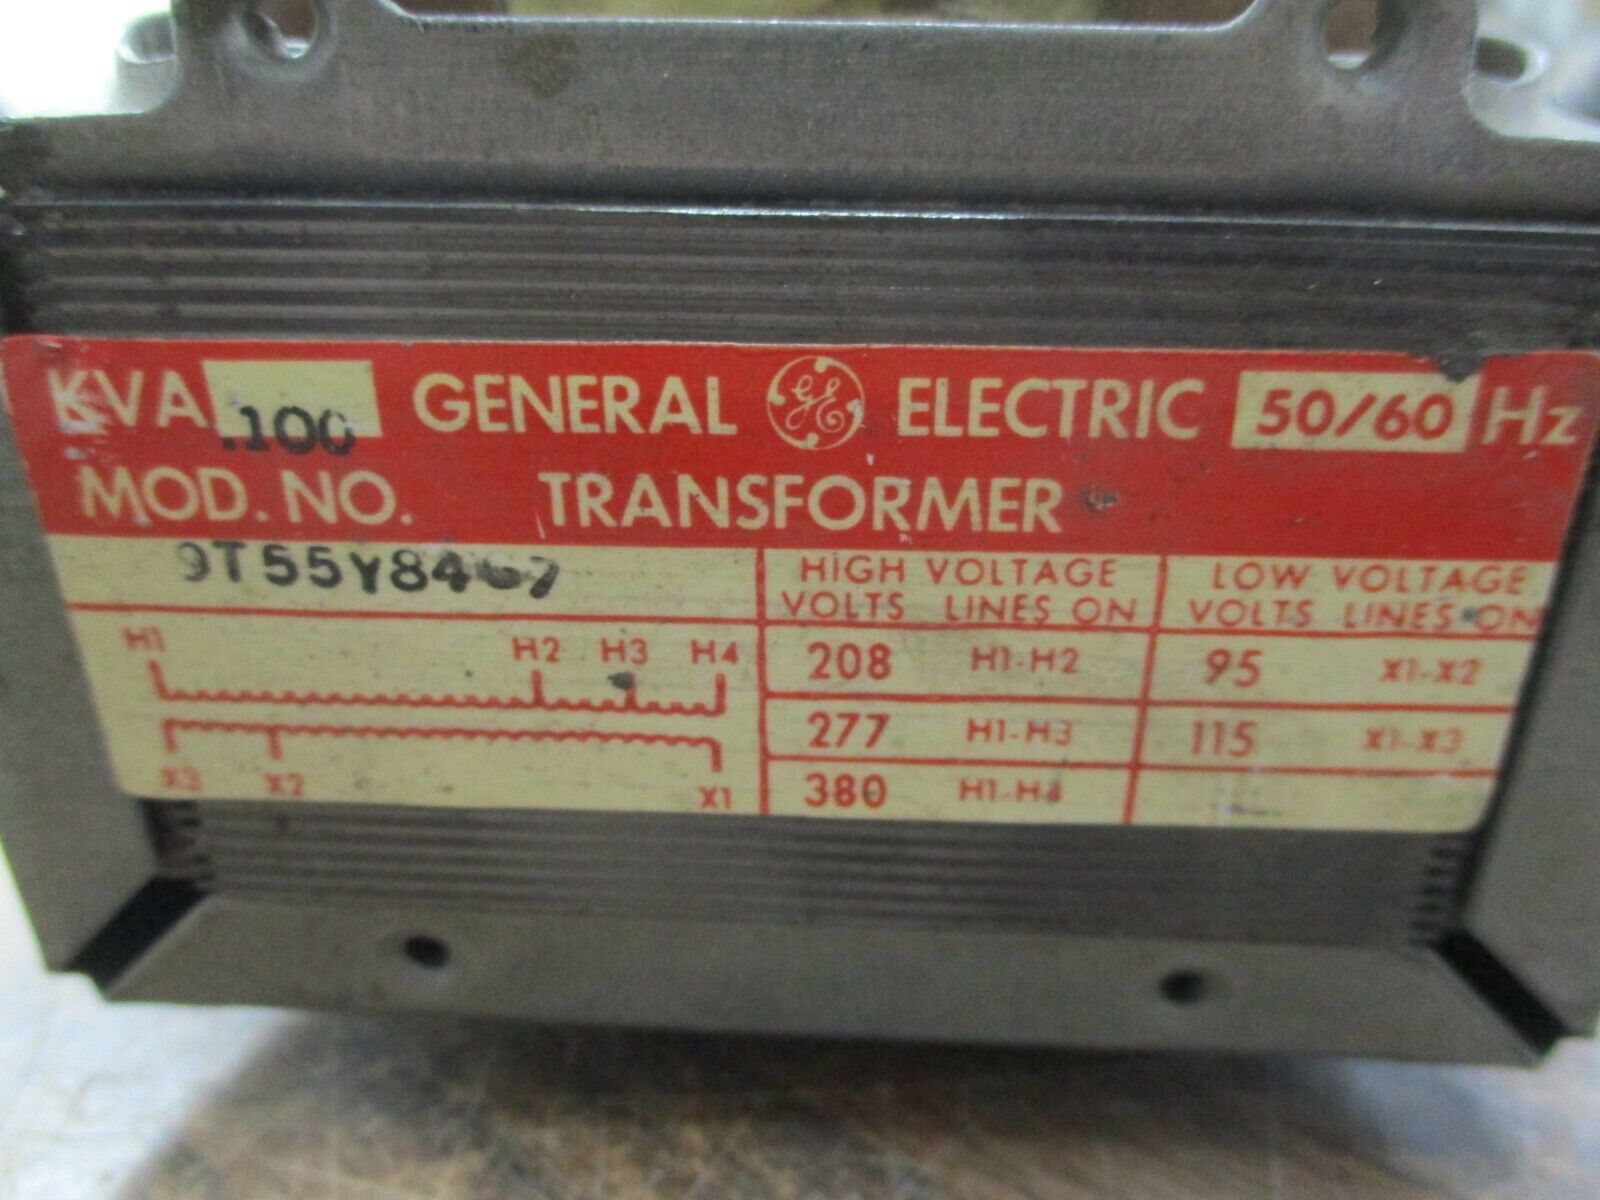 KVA .100 GENERAL GE ELECTRIC 50/60 Hz
MOD. NO. TRANSFORMER
HIGH VOLTAGE LOW VOLTAGE
VOLTS LINES ON VOLTS LINES ON
H1 H2 H3 H4
208 H1-H2 95 X1-X2
277 H1-H3 115 X1-X3
X3 X2 X1
380 H1-H4